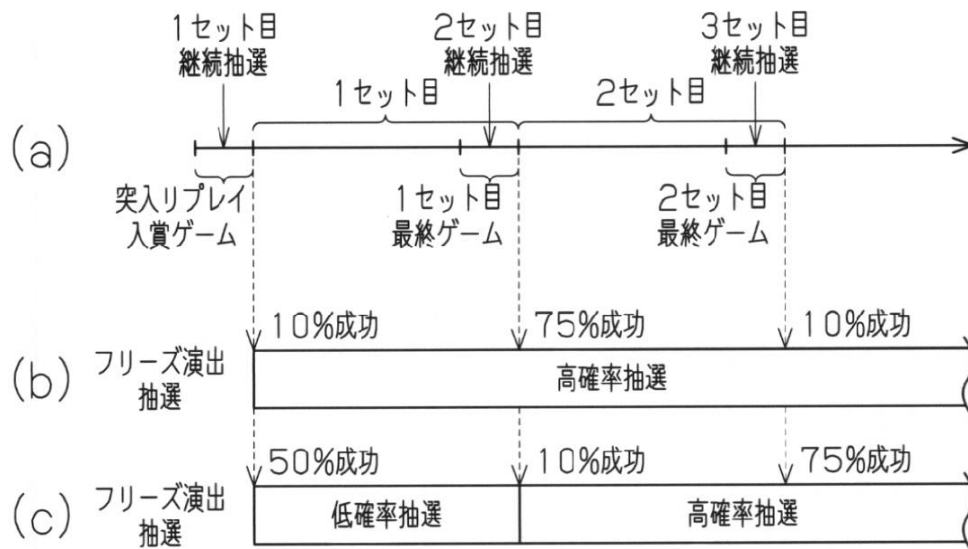 1セット目
継続抽選
2セット目
継続抽選
3セット目
継続抽選
1セット目
2セット目
(a)
突入リプレイ
入賞ゲーム
1セット目
最終ゲーム
2セット目
最終ゲーム
10%成功
75%成功
10%成功
(b)
フリーズ演出
抽選
高確率抽選
50%成功
10%成功
75%成功
(c)
フリーズ演出
抽選
低確率抽選
高確率抽選